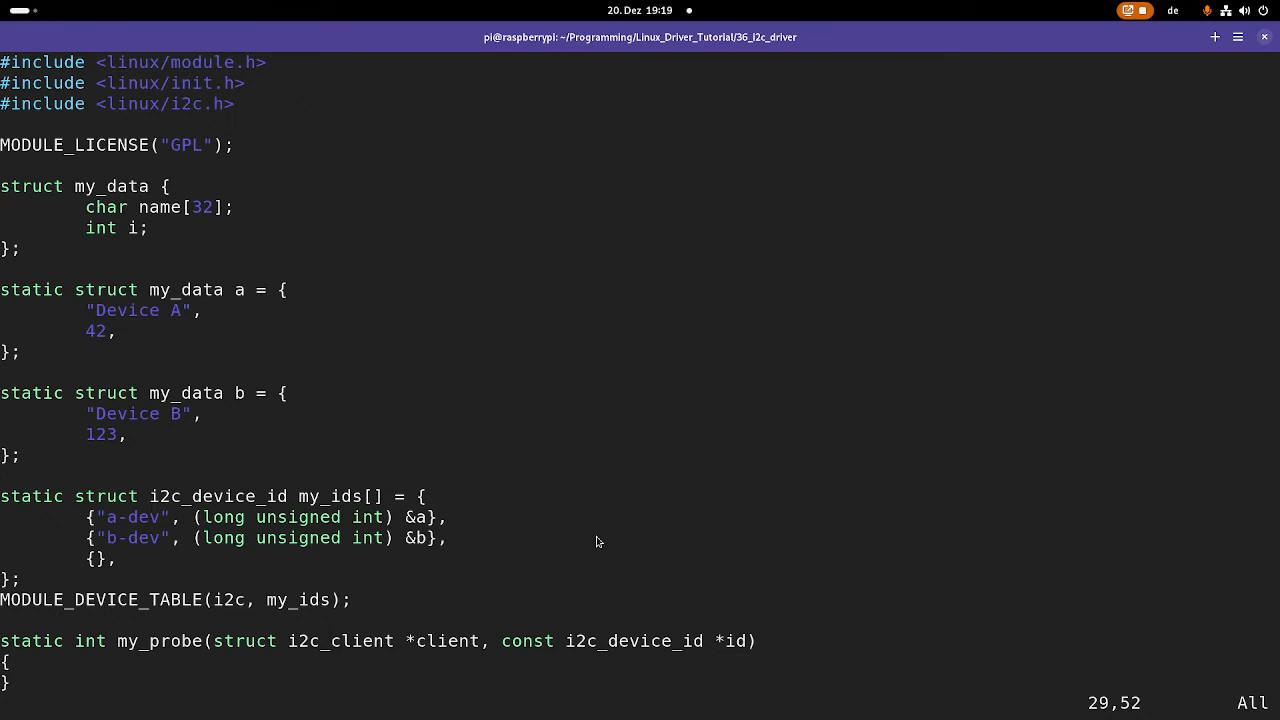 20. Dez 19:19
de
pi@raspberrypi: ~/Programming/Linux_Driver_Tutorial/36_i2c_driver
#include <linux/module.h>
#include <linux/init.h>
#include <linux/i2c.h>

MODULE_LICENSE("GPL");

struct my_data {
        char name[32];
        int i;
};

static struct my_data a = {
        "Device A",
        42,
};

static struct my_data b = {
        "Device B",
        123,
};

static struct i2c_device_id my_ids[] = {
        {"a-dev", (long unsigned int) &a},
        {"b-dev", (long unsigned int) &b},
        {},
};
MODULE_DEVICE_TABLE(i2c, my_ids);

static int my_probe(struct i2c_client *client, const i2c_device_id *id)
{
}
29,52 All